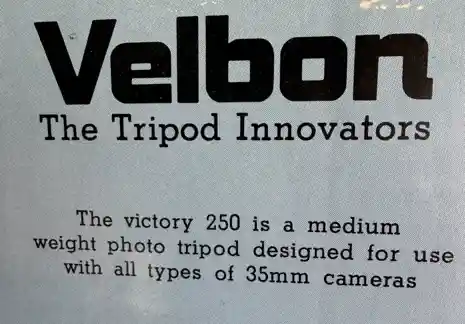 Velbon
The Tripod Innovators
The victory 250 is a medium
weight photo tripod designed for use
with all types of 35mm cameras